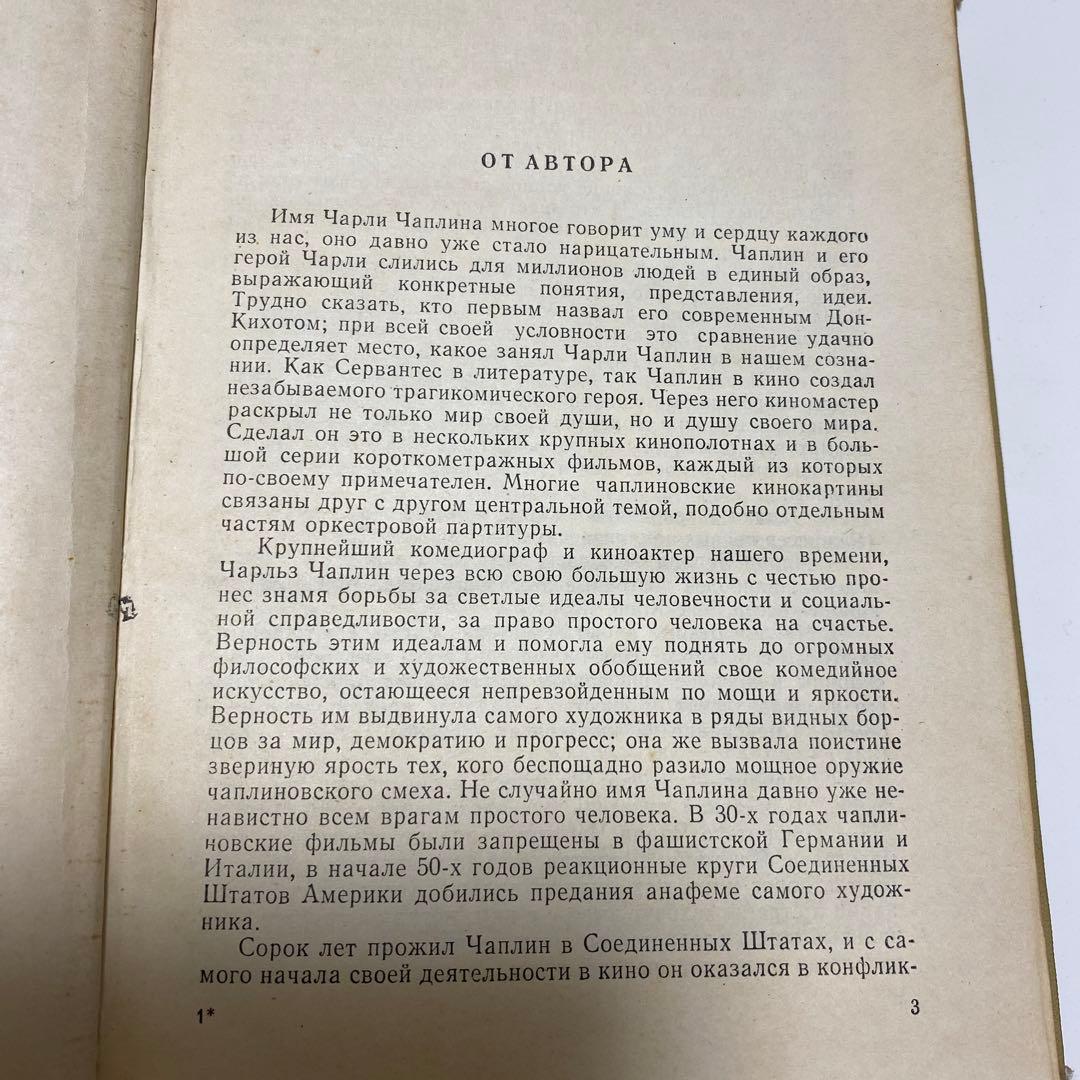 ОТ АВТОРА
Имя Чарли Чаплина многое говорит уму и сердцу каждого
из нас, оно давно уже стало нарицательным. Чаплин и его
герой Чарли слились для миллионов людей в единый образ,
выражающий конкретные понятия, представления, идеи.
Трудно сказать, кто первым назвал его современным Дон-
Кихотом; при всей своей условности это сравнение удачно
определяет место, какое занял Чарли Чаплин в нашем созна-
нии. Как Сервантес в литературе, так Чаплин в кино создал
незабываемого трагикомического героя. Через него киномастер
раскрыл не только мир своей души, но и душу своего мира.
Сделал он это в нескольких крупных кинополотнах и в боль-
шой серии короткометражных фильмов, каждый из которых
по-своему примечателен. Многие чаплиновские кинокартины
связаны друг с другом центральной темой, подобно отдельным
частям оркестровой партитуры.
Крупнейший комедиограф и киноактер нашего времени,
Чарльз Чаплин через всю свою большую жизнь с честью про-
нес знамя борьбы за светлые идеалы человечности и социаль-
ной справедливости, за право простого человека на счастье.
Верность этим идеалам и помогла ему поднять до огромных
философских и художественных обобщений свое комедийное
искусство, остающееся непревзойденным по мощи и яркости.
Верность им выдвинула самого художника в ряды видных бор-
цов за мир, демократию и прогресс; она же вызвала поистине
звериную ярость тех, кого беспощадно разило мощное оружие
чаплиновского смеха. Не случайно имя Чаплина давно уже не-
навистно всем врагам простого человека. В 30-х годах чапли-
новские фильмы были запрещены в фашистской Германии и
Италии, в начале 50-х годов реакционные круги Соединенных
Штатов Америки добились предания анафеме самого худож-
ника.
Сорок лет прожил Чаплин в Соединенных Штатах, и с са-
мого начала своей деятельности в кино он оказался в конфлик-
1*
3